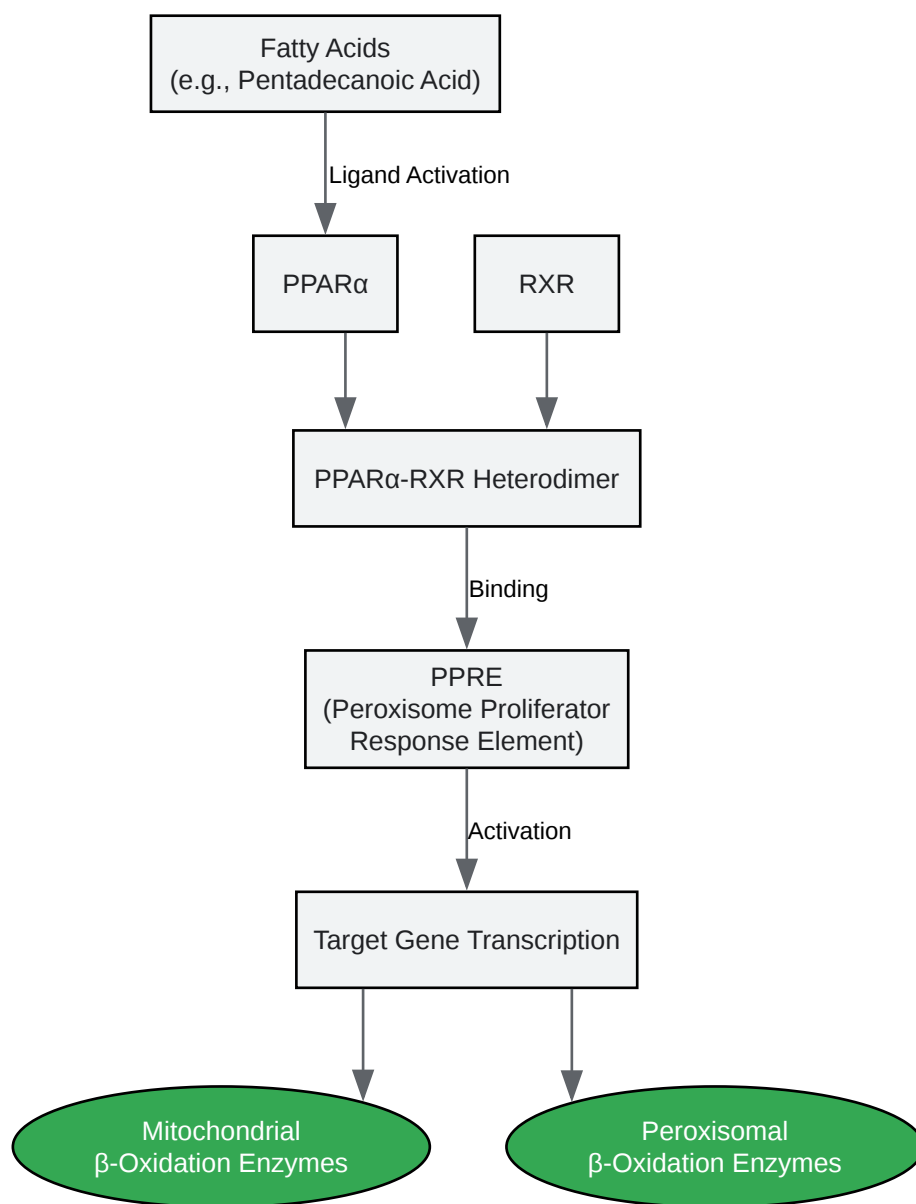 Fatty Acids
(e.g., Pentadecanoic Acid)
Ligand Activation
PPARα
RXR
PPARα-RXR Heterodimer
Binding
PPRE
(Peroxisome Proliferator
Response Element)
Activation
Target Gene Transcription
Mitochondrial
β-Oxidation Enzymes
Peroxisomal
β-Oxidation Enzymes